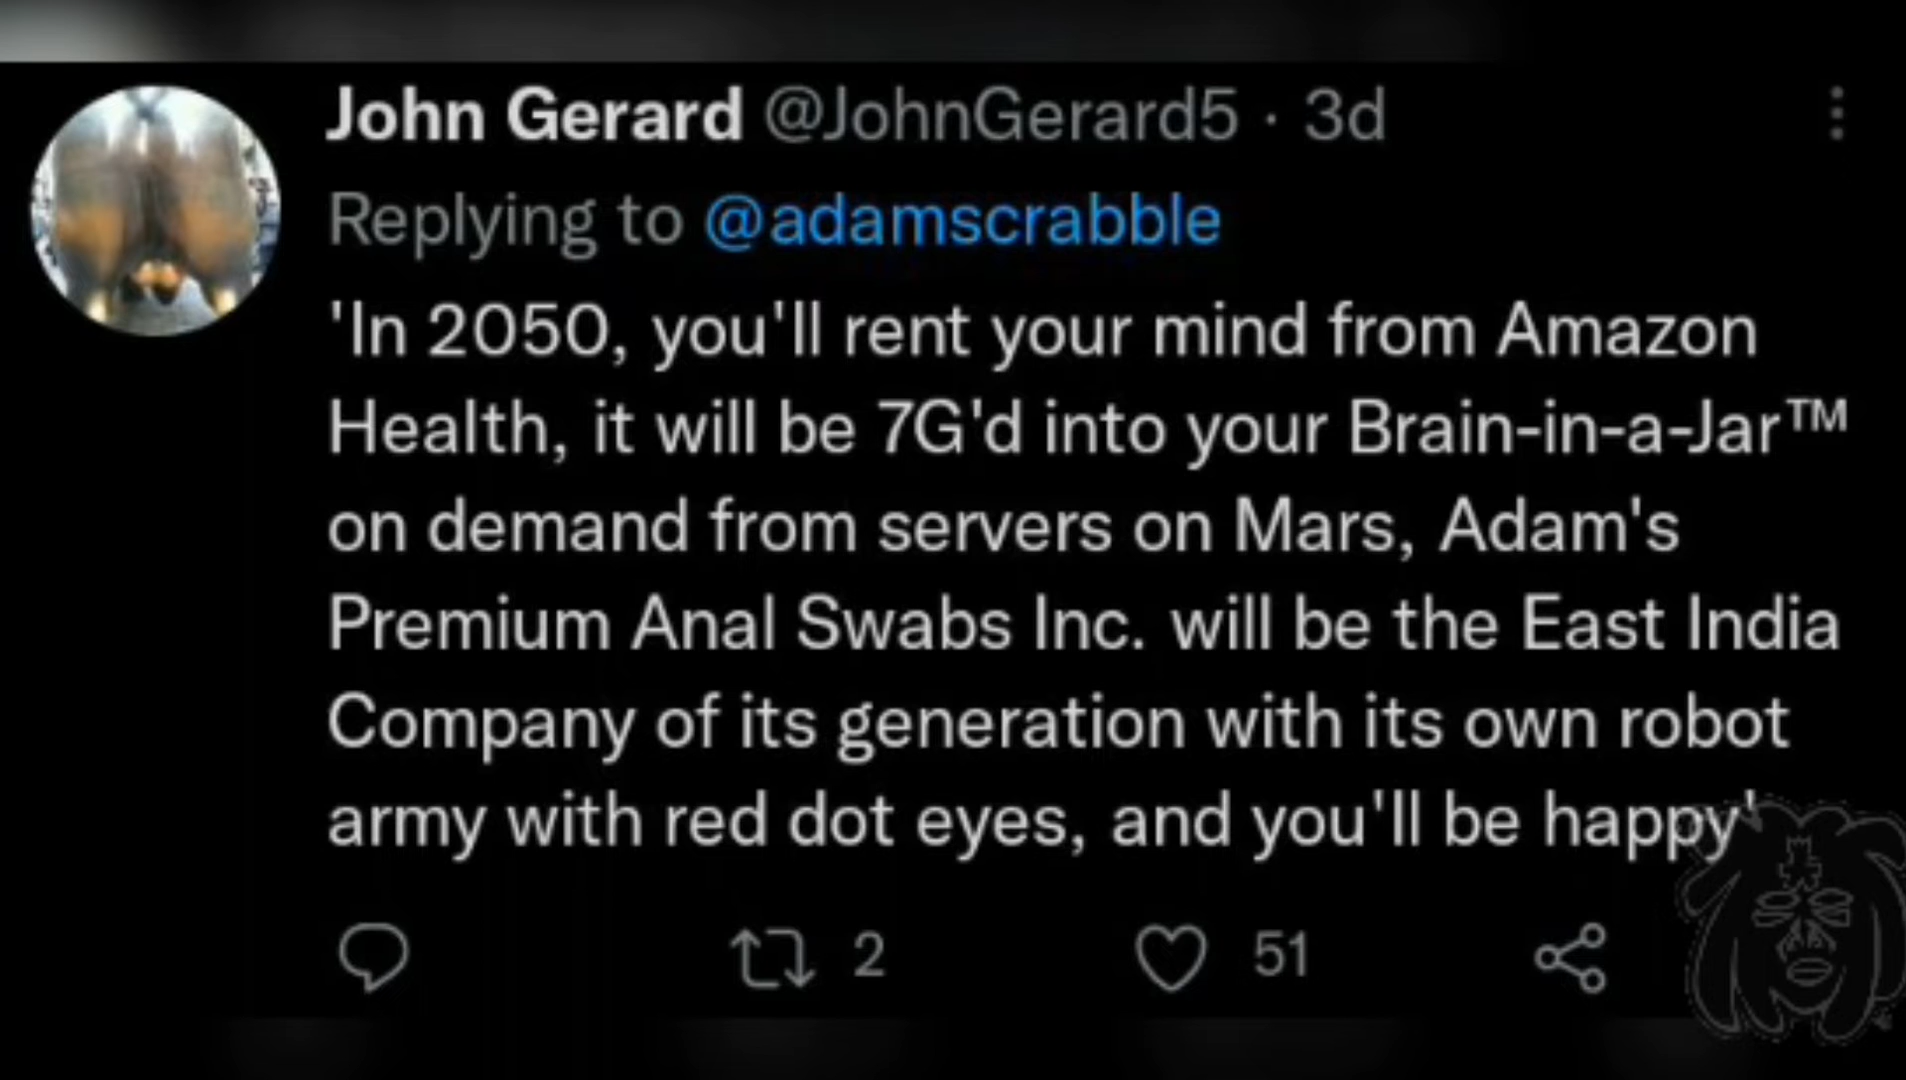 John Gerard @JohnGerard5 · 3d
Replying to @adamscrabble
'In 2050, you'll rent your mind from Amazon
Health, it will be 7G'd into your Brain-in-a-Jar™
on demand from servers on Mars, Adam's
Premium Anal Swabs Inc. will be the East India
Company of its generation with its own robot
army with red dot eyes, and you'll be happy'
2 51